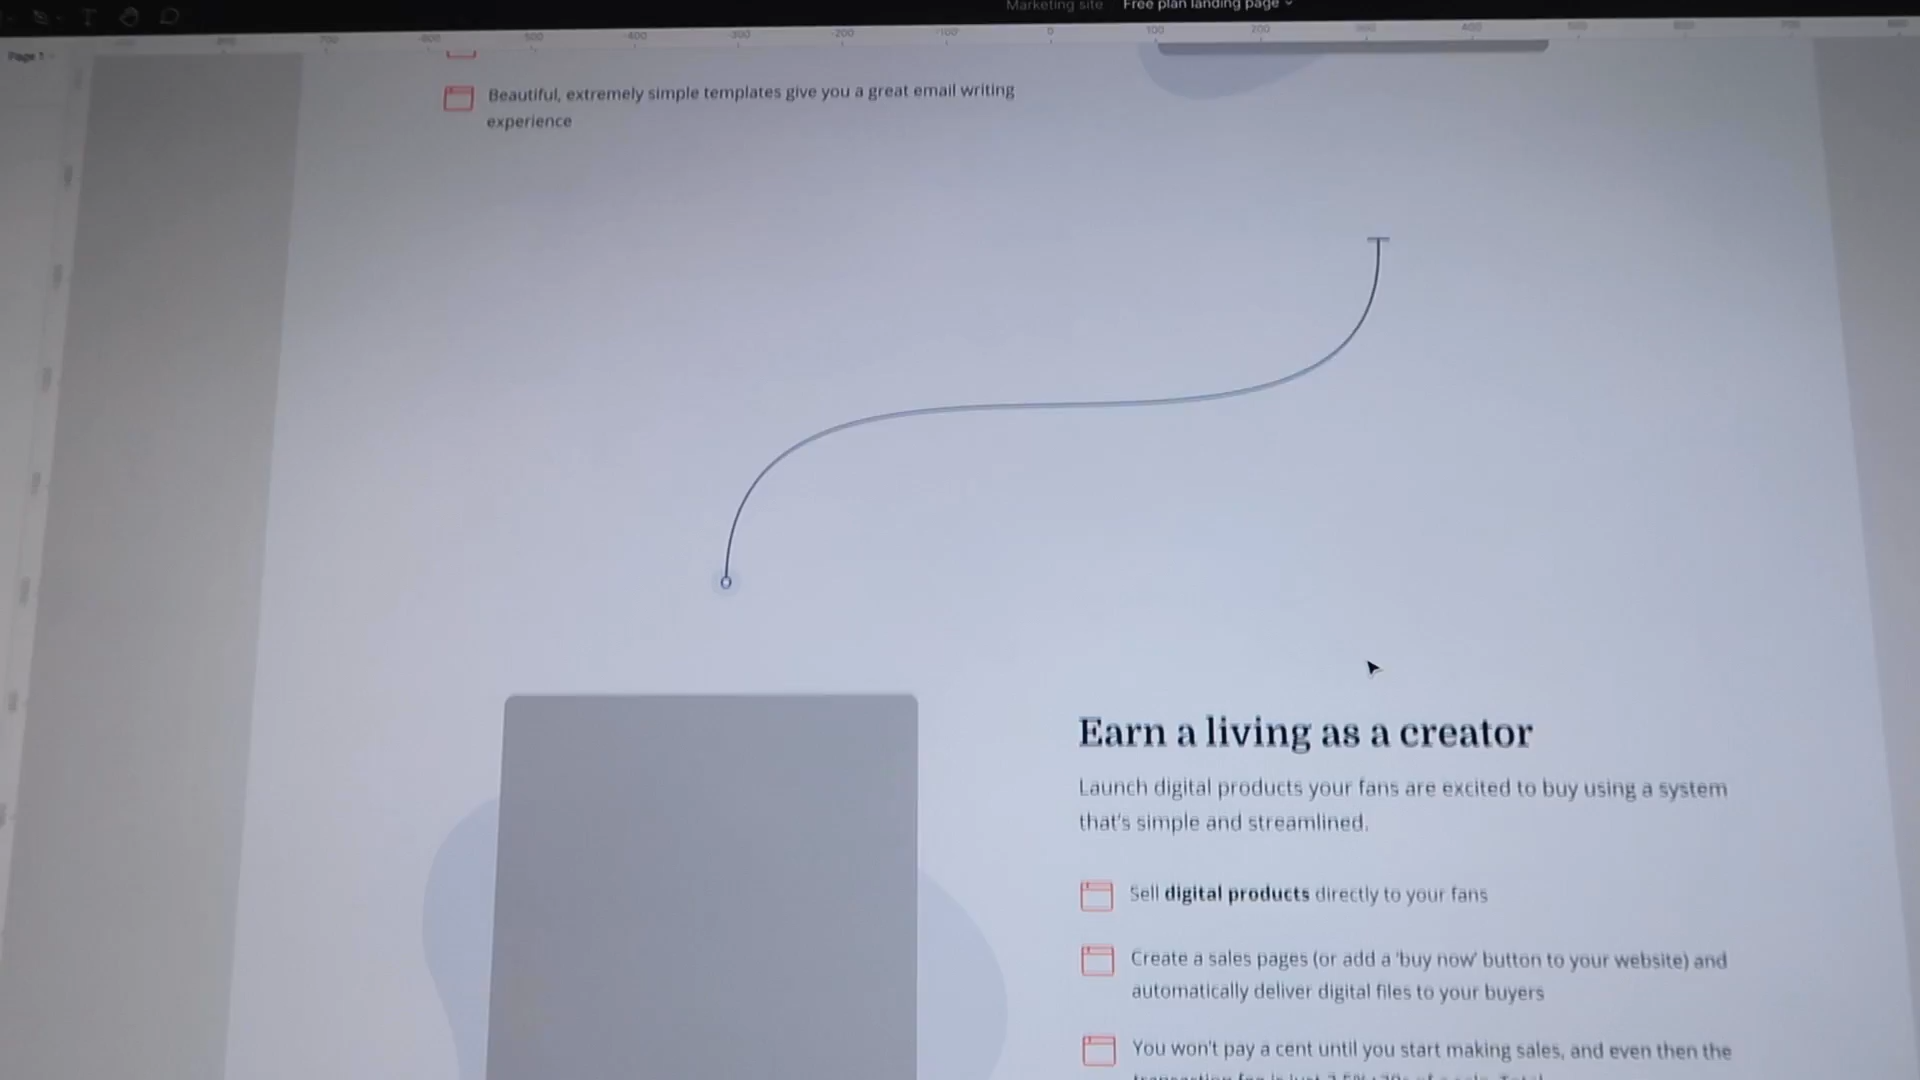 Marketing site Free plan landing page
Page 1
Beautiful, extremely simple templates give you a great email writing
experience
Earn a living as a creator
Launch digital products your fans are excited to buy using a system
that's simple and streamlined.
Sell digital products directly to your fans
Create a sales pages (or add a 'buy now' button to your website) and
automatically deliver digital files to your buyers
You won't pay a cent until you start making sales, and even then the